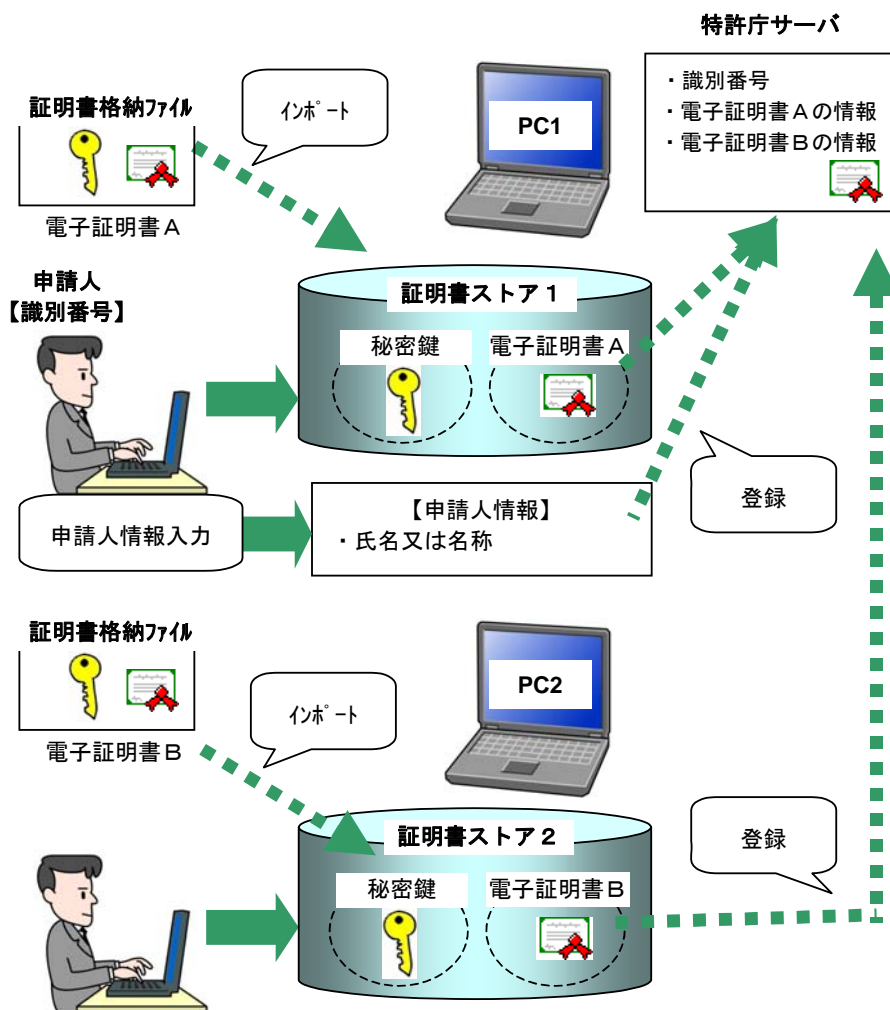 特許庁サーバ
・識別番号
・電子証明書Aの情報
・電子証明書Bの情報
証明書格納ﾌｧｲﾙ
ｲﾝﾎﾟｰﾄ
PC1
電子証明書A
申請人
【識別番号】
証明書ストア1
秘密鍵
電子証明書A
登録
申請人情報入力
【申請人情報】
・氏名又は名称
証明書格納ﾌｧｲﾙ
ｲﾝﾎﾟｰﾄ
PC2
電子証明書B
証明書ストア2
登録
秘密鍵
電子証明書B